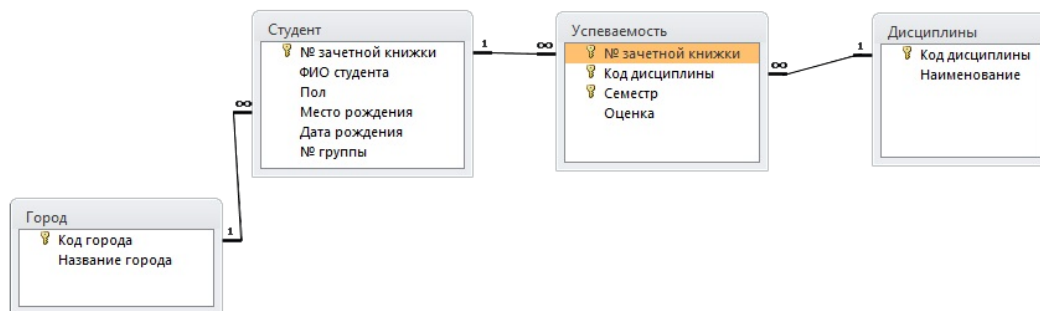 Студент
№ зачетной книжки
ФИО студента
Пол
Место рождения
Дата рождения
№ группы
1
∞
Успеваемость
№ зачетной книжки
Код дисциплины
Семестр
Оценка
∞
1
Дисциплины
Код дисциплины
Наименование
∞
Город
Код города
Название города
1